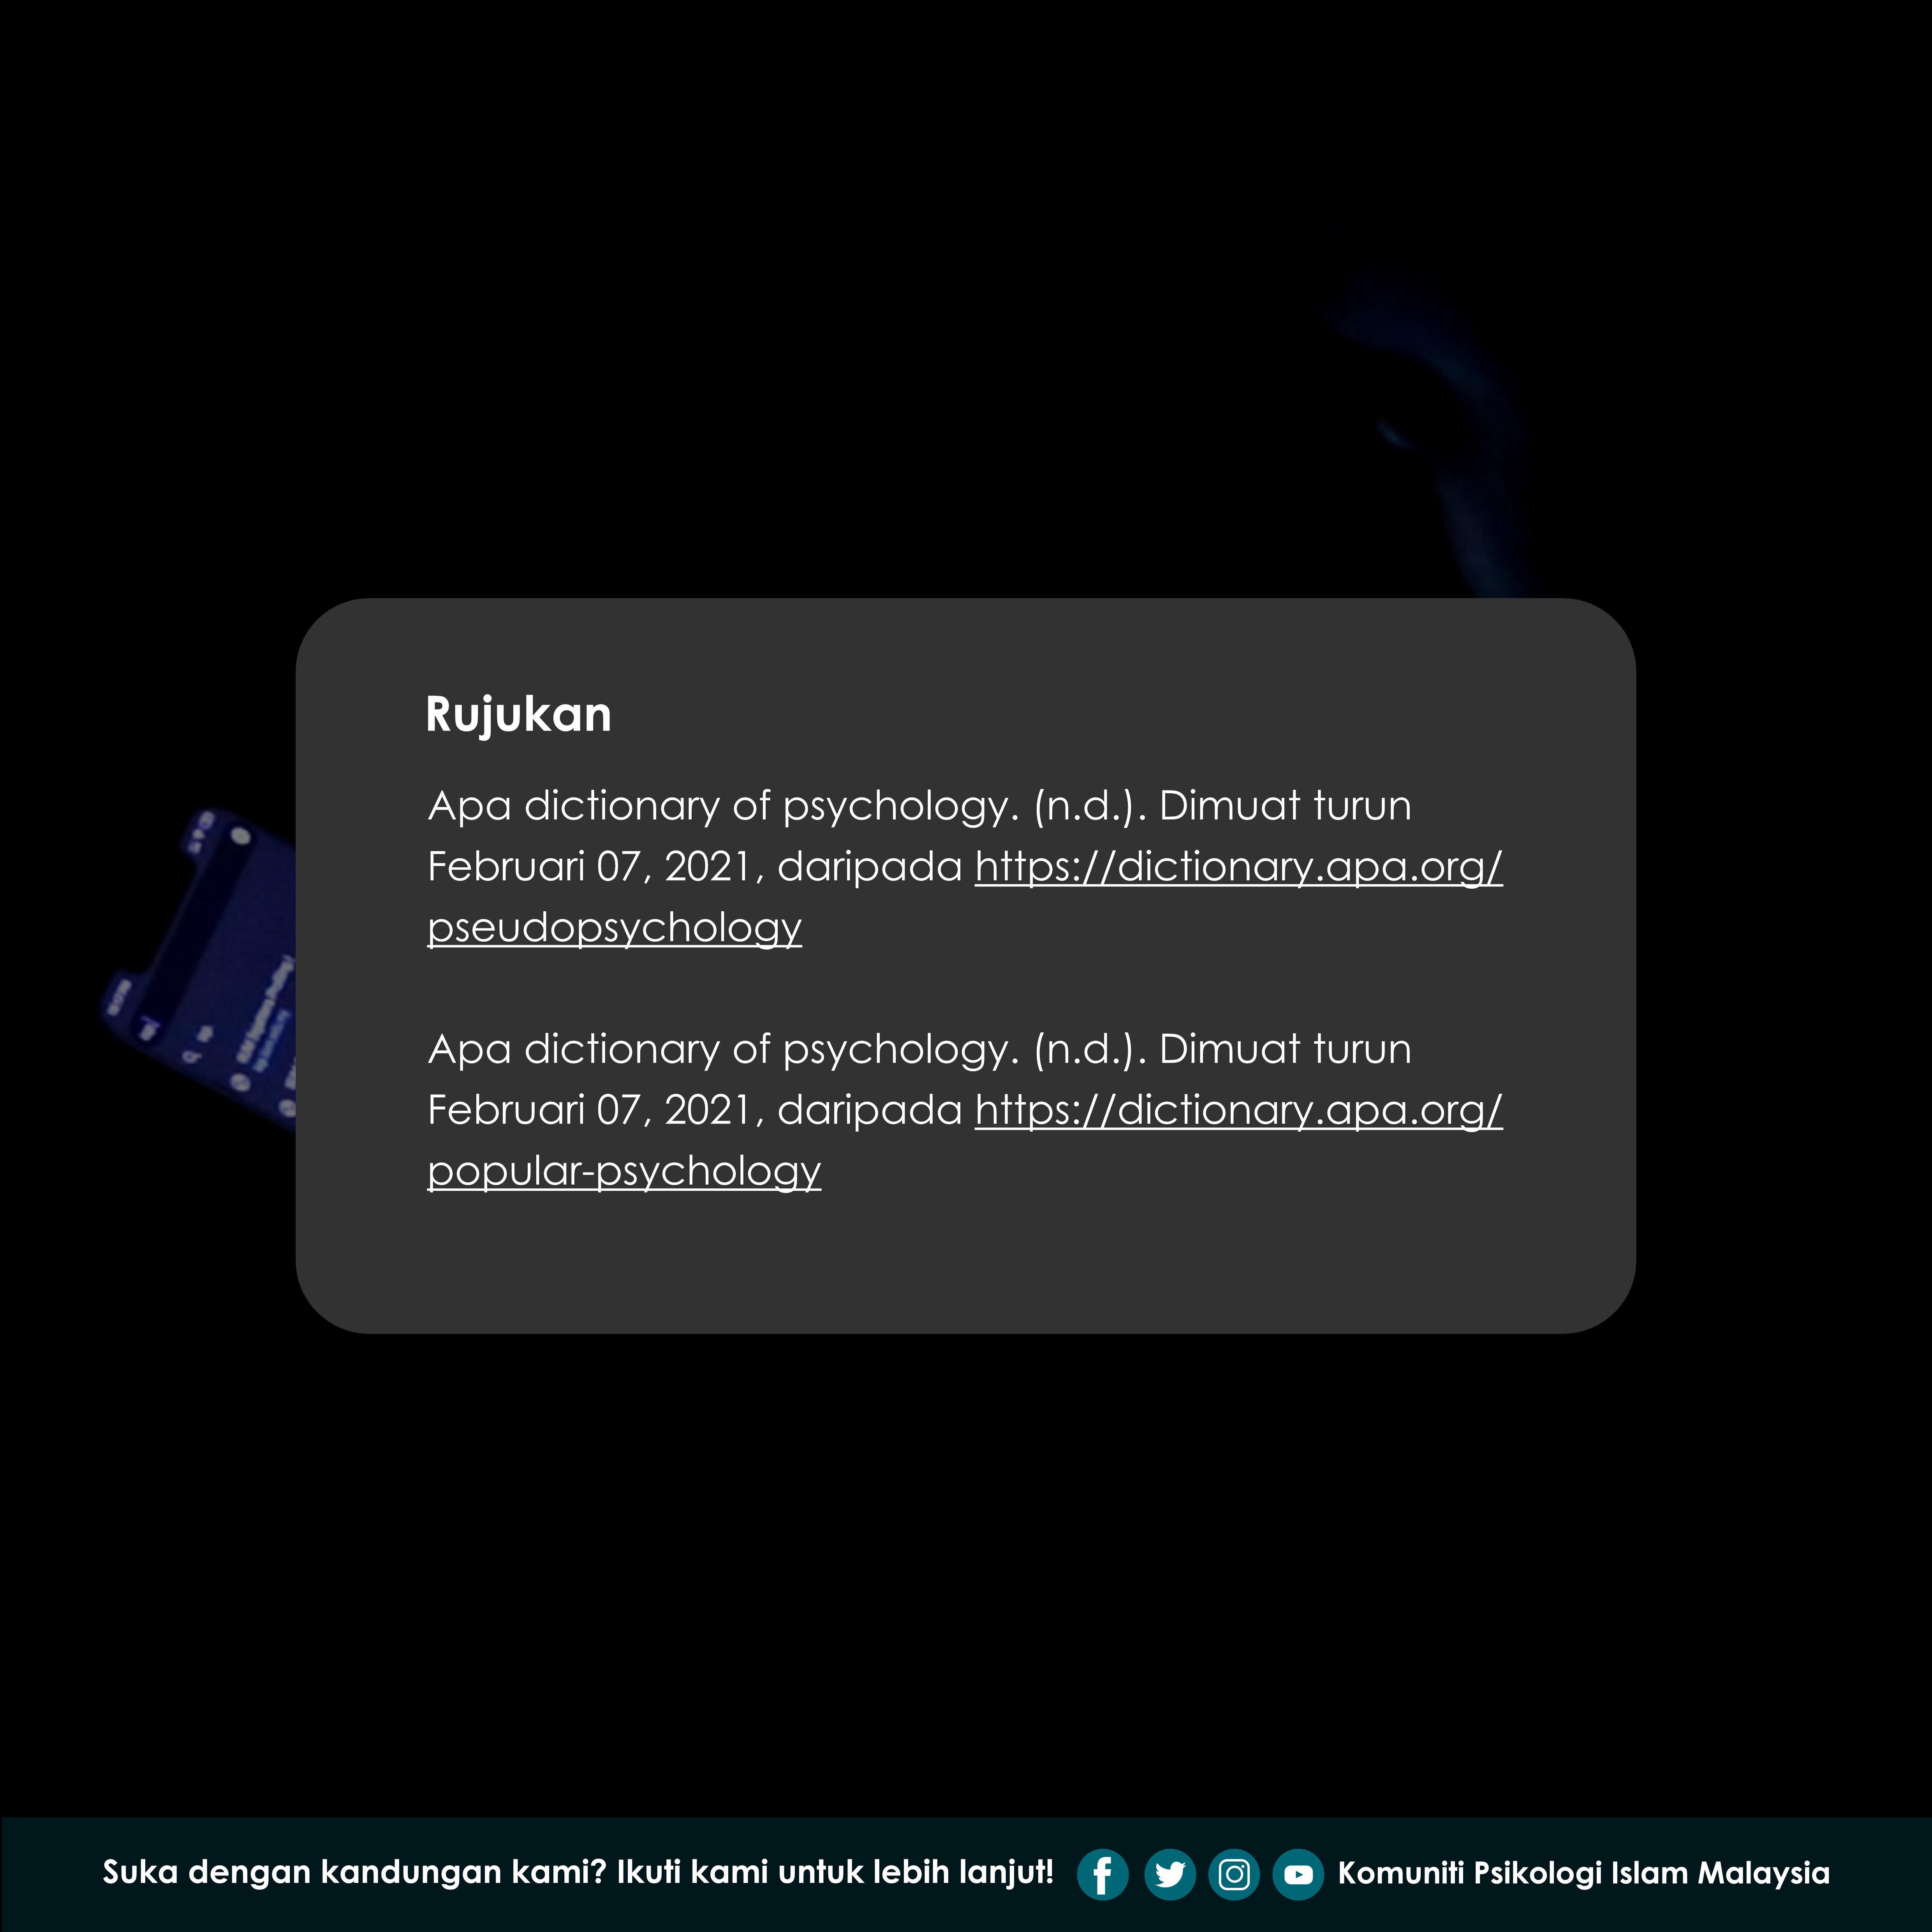 Rujukan
Apa dictionary of psychology. (n.d.). Dimuat turun
Februari 07, 2021, daripada https://dictionary.apa.org/
pseudopsychology
Apa dictionary of psychology. (n.d.). Dimuat turun
Februari 07, 2021, daripada https://dictionary.apa.org/
popular-psychology
Suka dengan kandungan kami? Ikuti kami untuk lebih lanjut! Komuniti Psikologi Islam Malaysia